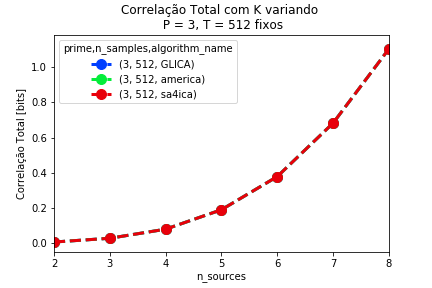 Correlação Total com K variando
P = 3, T = 512 fixos
prime,n_samples,algorithm_name
(3, 512, GLICA)
(3, 512, america)
(3, 512, sa4ica)
Correlação Total [bits]
1.0
0.8
0.6
0.4
0.2
0.0
2 3 4 5 6 7 8
n_sources